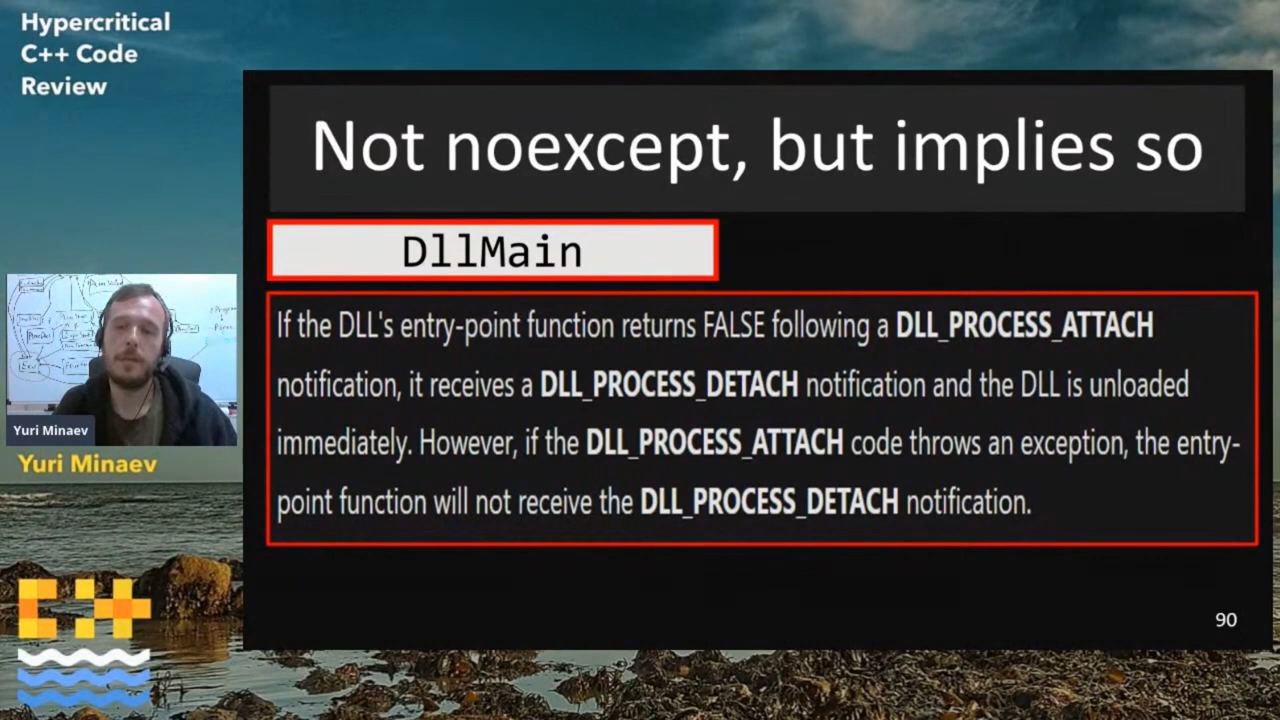 Hypercritical
C++ Code
Review
Not noexcept, but implies so
DllMain
If the DLL's entry-point function returns FALSE following a DLL_PROCESS_ATTACH
notification, it receives a DLL_PROCESS_DETACH notification and the DLL is unloaded
immediately. However, if the DLL_PROCESS_ATTACH code throws an exception, the entry-
point function will not receive the DLL_PROCESS_DETACH notification.
Yuri Minaev
Yuri Minaev
90